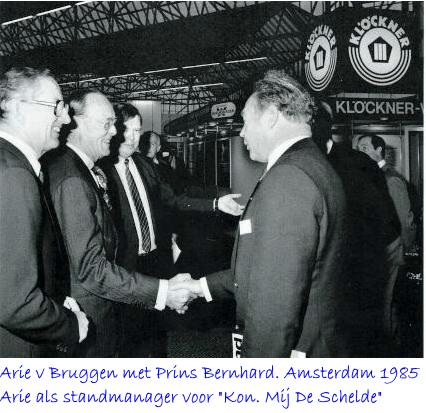 KLÖCKNER
KLÖCKNER
KLÖCKNER-
Arie v Bruggen met Prins Bernhard. Amsterdam 1985
Arie als standmanager voor "Kon. Mij De Schelde"